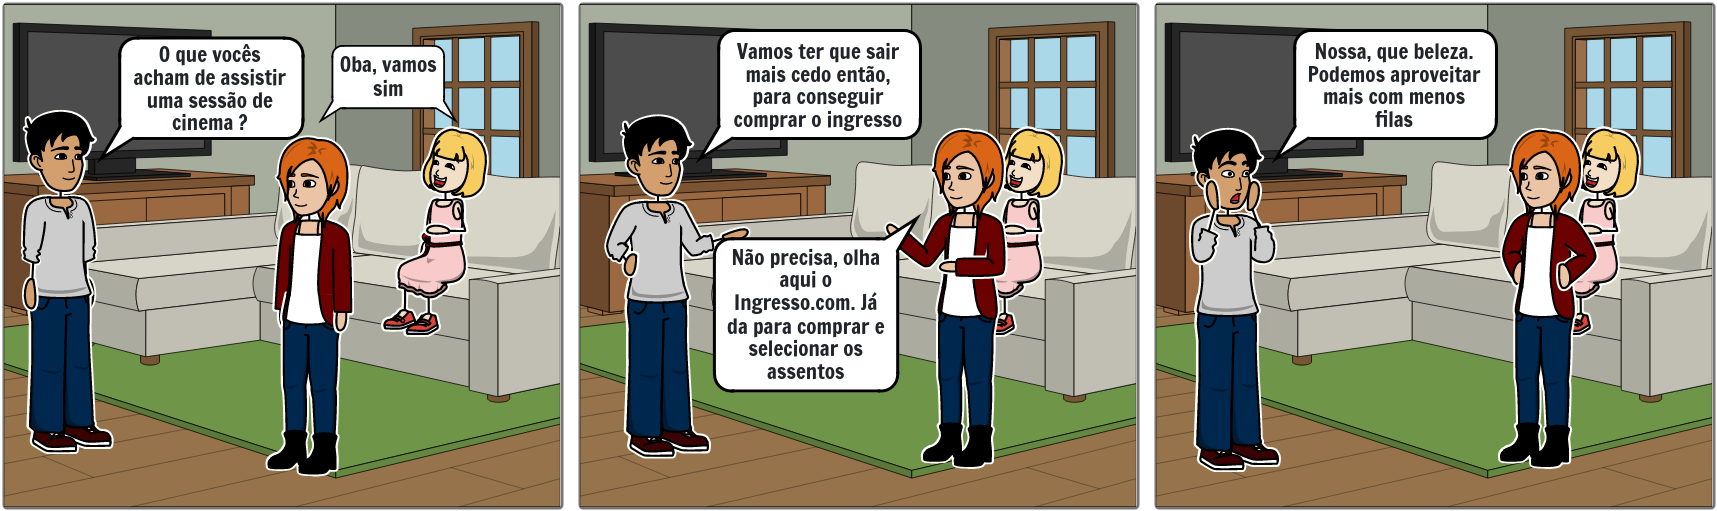 O que vocês
acham de assistir
uma sessão de
cinema ?
Oba, vamos
sim
Vamos ter que sair
mais cedo então,
para conseguir
comprar o ingresso
Não precisa, olha
aqui o
Ingresso.com. Já
da para comprar e
selecionar os
assentos
Nossa, que beleza.
Podemos aproveitar
mais com menos
filas